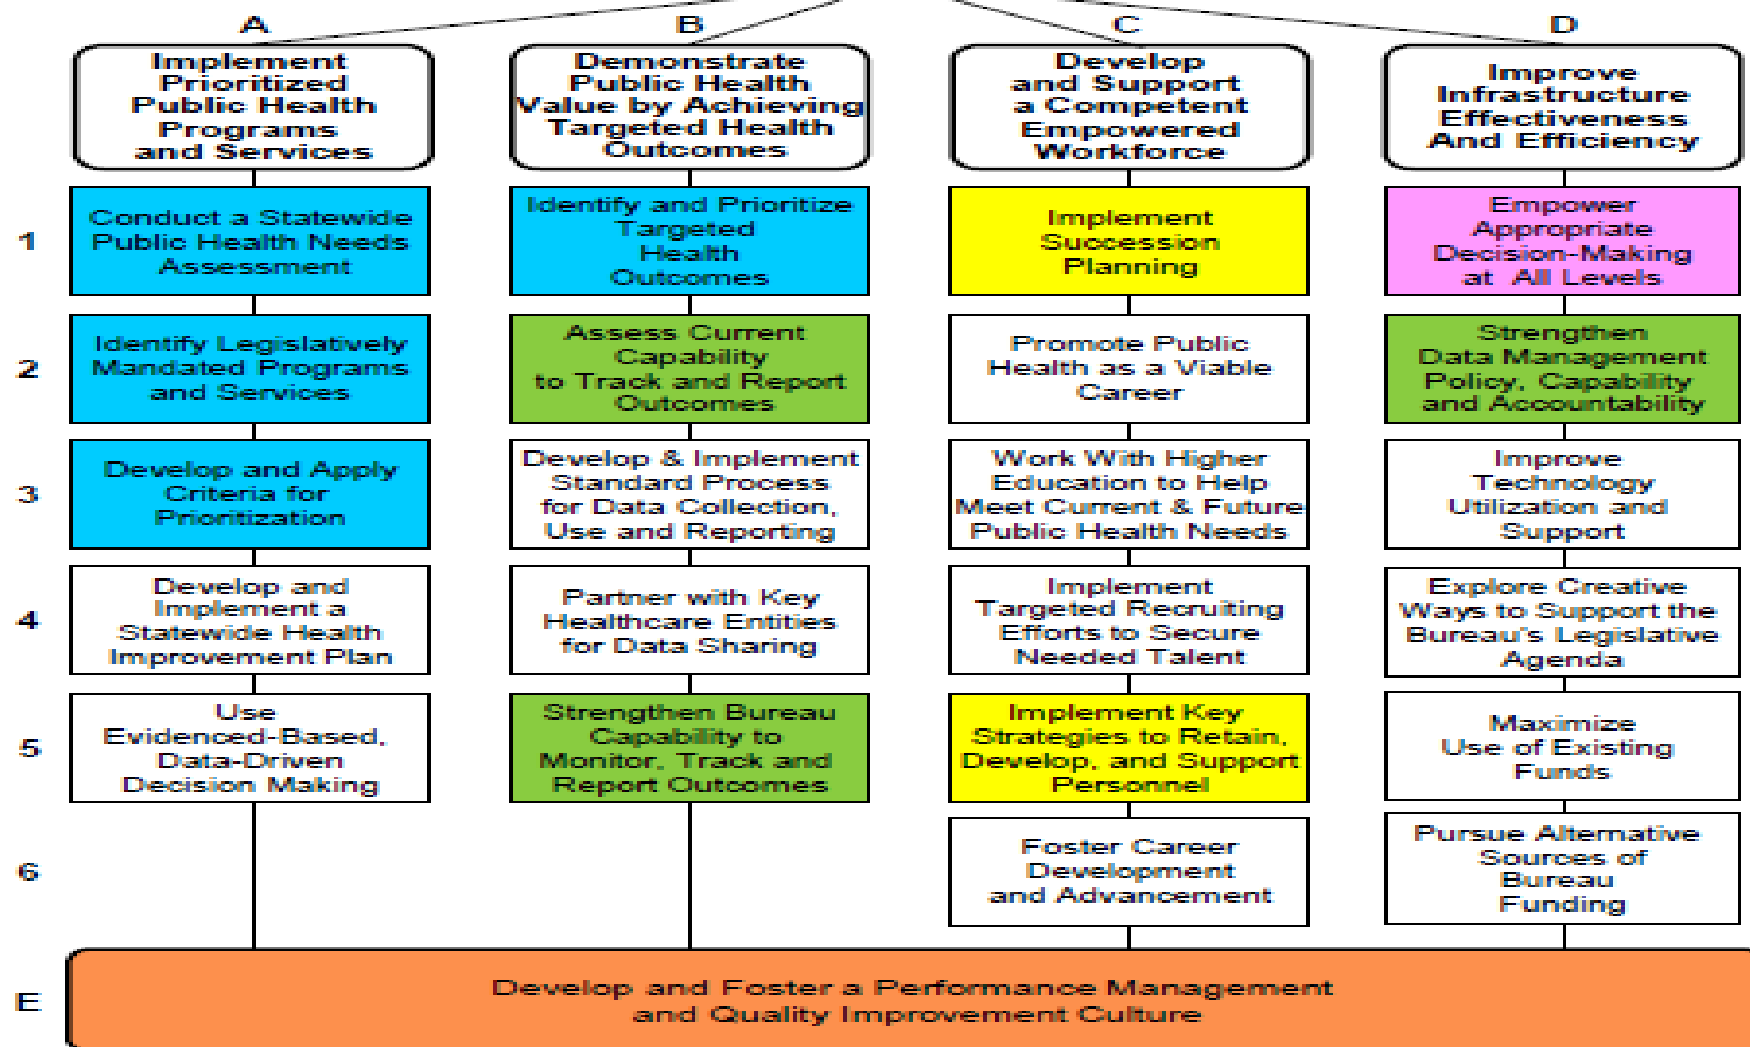 A
B
C
D
Implement
Prioritized
Public Health
Programs
and Services
Demonstrate
Public Health
Value by Achieving
Targeted Health
Outcomes
Develop
and Support
a Competent
Empowered
Workforce
Improve
Infrastructure
Effectiveness
And Efficiency
1
Conduct a Statewide
Public Health Needs
Assessment
Identify and Prioritize
Targeted
Health
Outcomes
Implement
Succession
Planning
Empower
Appropriate
Decision-Making
at All Levels
2
Identify Legislatively
Mandated Programs
and Services
Assess Current
Capability
to Track and Report
Outcomes
Promote Public
Health as a Viable
Career
Strengthen
Data Management
Policy, Capability
and Accountability
3
Develop and Apply
Criteria for
Prioritization
Develop & Implement
Standard Process
for Data Collection,
Use and Reporting
Work With Higher
Education to Help
Meet Current & Future
Public Health Needs
Improve
Technology
Utilization and
Support
4
Develop and
Implement a
Statewide Health
Improvement Plan
Partner with Key
Healthcare Entities
for Data Sharing
Implement
Targeted Recruiting
Efforts to Secure
Needed Talent
Explore Creative
Ways to Support the
Bureau's Legislative
Agenda
5
Use
Evidenced-Based,
Data-Driven
Decision Making
Strengthen Bureau
Capability to
Monitor, Track and
Report Outcomes
Implement Key
Strategies to Retain,
Develop, and Support
Personnel
Maximize
Use of Existing
Funds
6
Foster Career
Development
and Advancement
Pursue Alternative
Sources of
Bureau
Funding
E
Develop and Foster a Performance Management
and Quality Improvement Culture